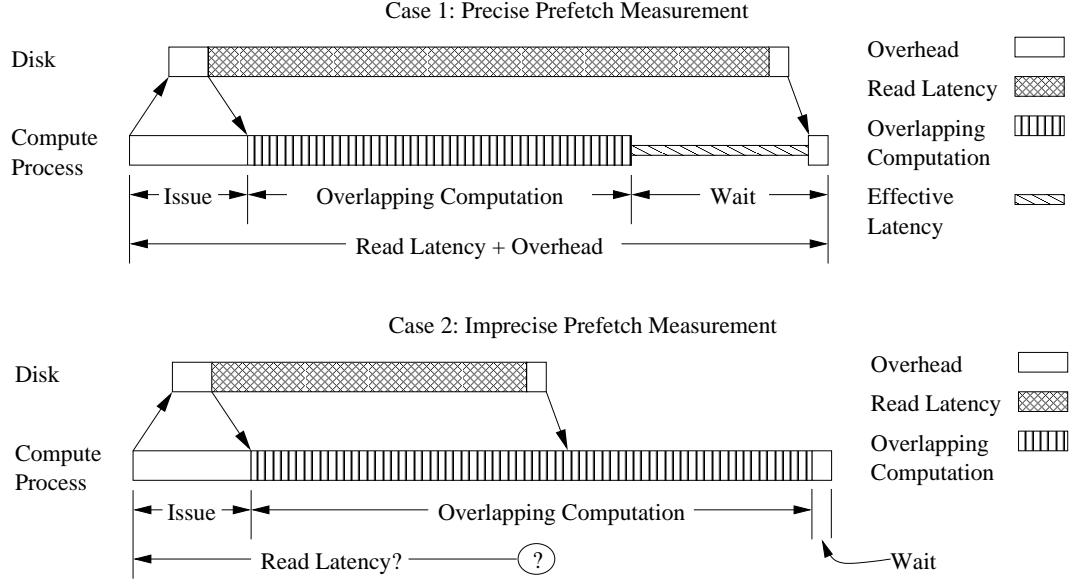 Case 1: Precise Prefetch Measurement
Disk
Compute
Process
Issue
Overlapping Computation
Wait
Read Latency + Overhead
Overhead
Read Latency
Overlapping
Computation
Effective
Latency
Case 2: Imprecise Prefetch Measurement
Disk
Compute
Process
Issue
Overlapping Computation
Read Latency?
?
Wait
Overhead
Read Latency
Overlapping
Computation